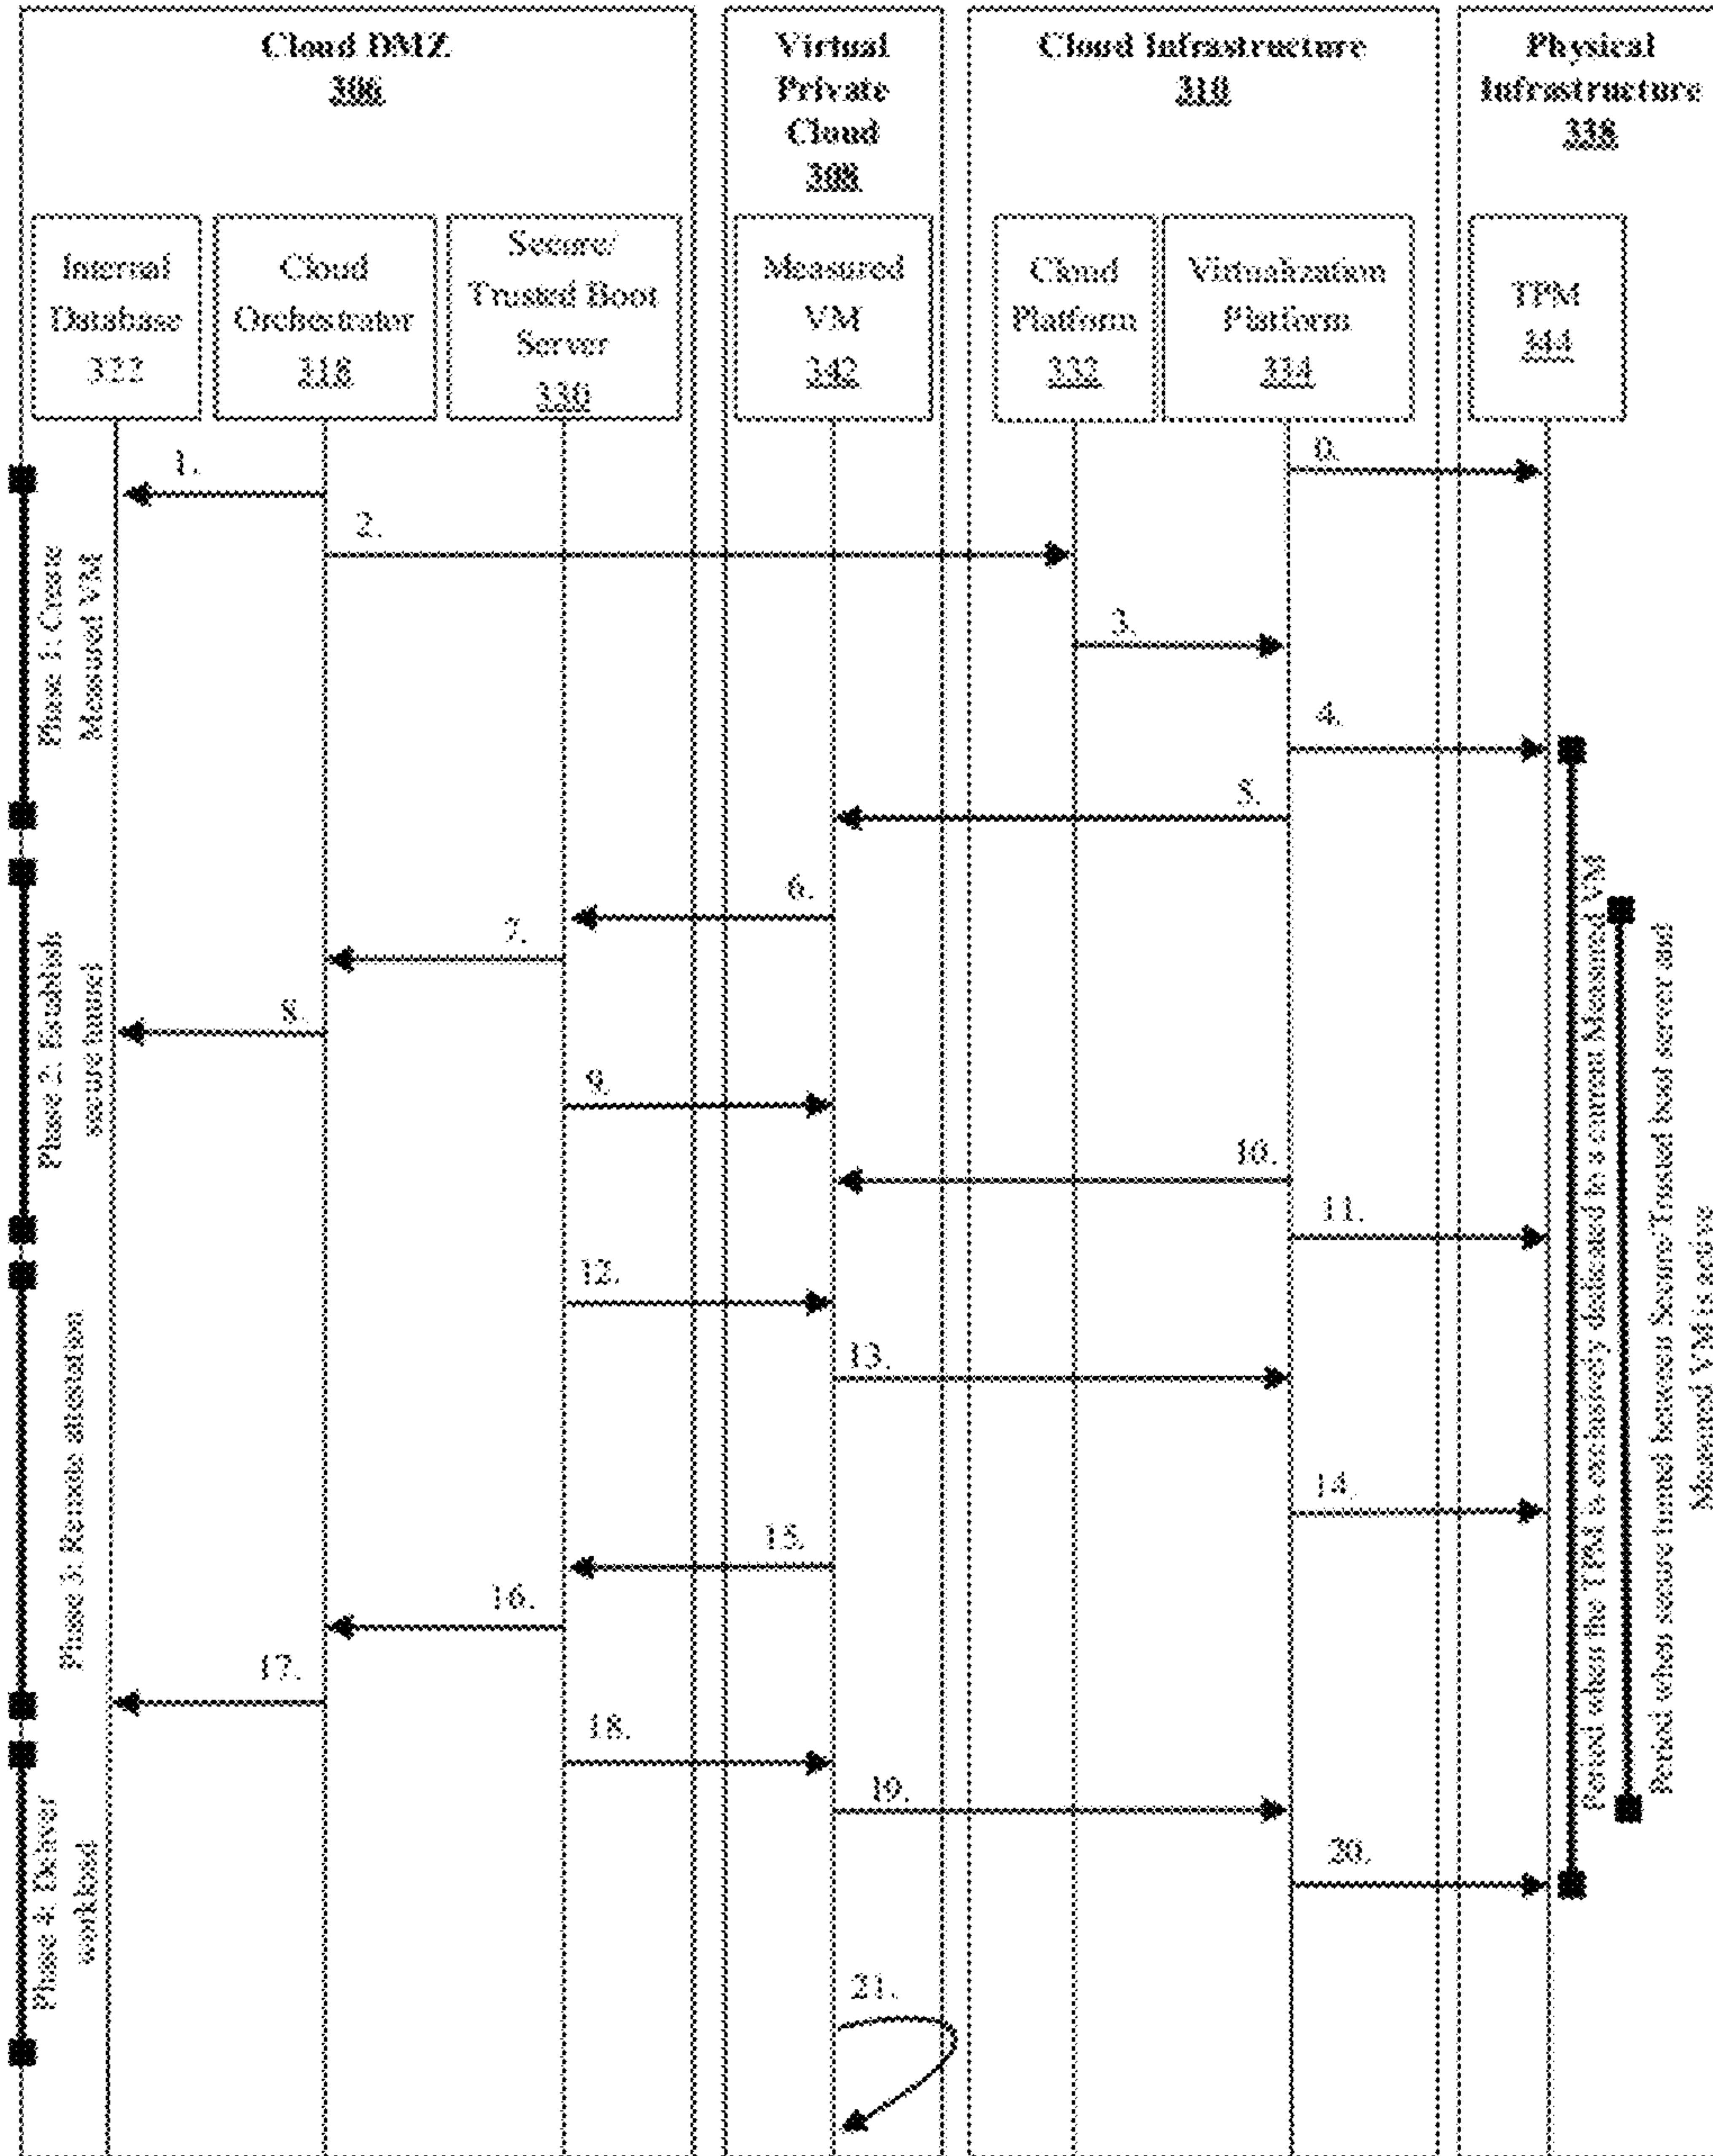 Cloud DMZ
306
Virtual
Private
Cloud
308
Cloud Infrastructure
310
Physical
Infrastructure
338
Internal
Database
322
Cloud
Orchestrator
318
Secure/
Trusted Boot
Server
330
Measured
VM
342
Cloud
Platform
332
Virtualization
Platform
334
TPM
344
0.
1.
2.
3.
4.
5.
6.
7.
8.
9.
10.
11.
12.
13.
14.
15.
16.
17.
18.
19.
20.
21.
Phase 1: Create
Measured VM
Phase 2: Establish
secure tunnel
Phase 3: Remote attestation
Phase 4: Deliver
workload
Period when the TPM is exclusively dedicated to a current Measured VM
Period when secure tunnel between Secure/Trusted boot server and
Measured VM is active